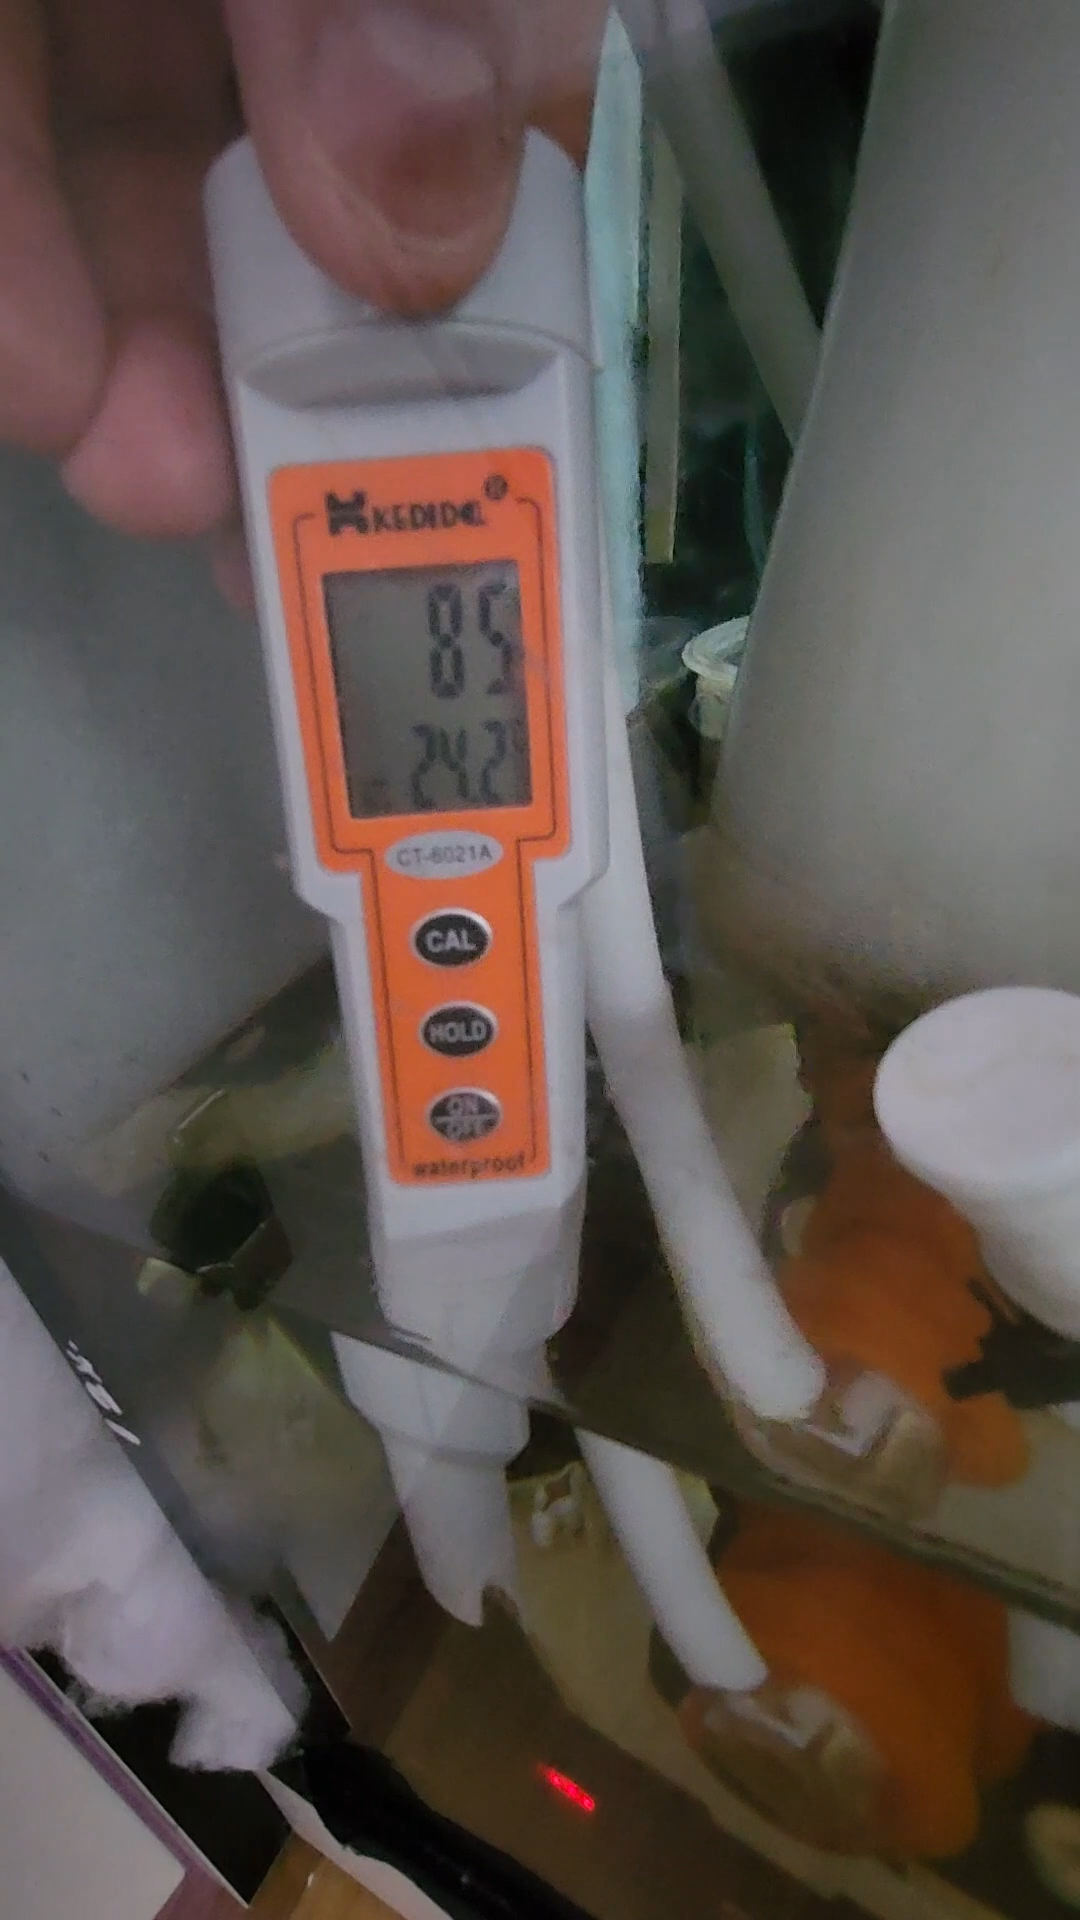 KEDIDA®
85
24.2°
CT-6021A
CAL
HOLD
ON
OFF
waterproof